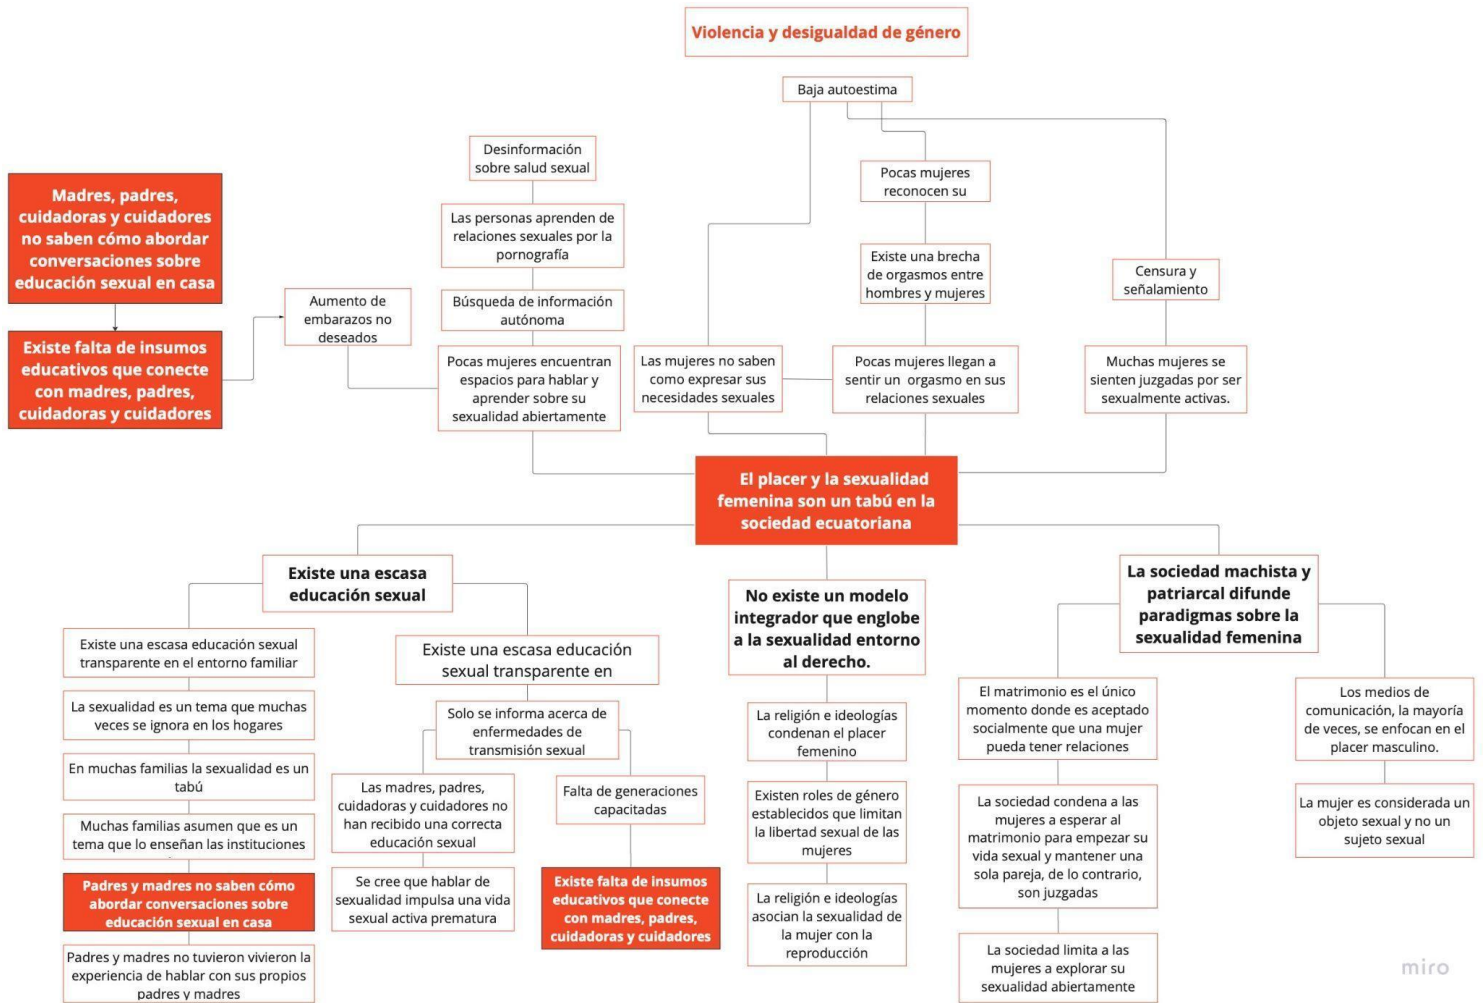 Violencia y desigualdad de género
Baja autoestima
Desinformación
sobre salud sexual
Pocas mujeres
reconocen su
Madres, padres,
cuidadoras y cuidadores
no saben cómo abordar
conversaciones sobre
educación sexual en casa
Las personas aprenden de
relaciones sexuales por la
pornografía
Existe una brecha
de orgasmos entre
hombres y mujeres
Censura y
señalamiento
Aumento de
embarazos no
deseados
Búsqueda de información
autónoma
Existe falta de insumos
educativos que conecte
con madres, padres,
cuidadoras y cuidadores
Pocas mujeres encuentran
espacios para hablar y
aprender sobre su
sexualidad abiertamente
Las mujeres no saben
como expresar sus
necesidades sexuales
Pocas mujeres llegan a
sentir un orgasmo en sus
relaciones sexuales
Muchas mujeres se
sienten juzgadas por ser
sexualmente activas.
El placer y la sexualidad
femenina son un tabú en la
sociedad ecuatoriana
Existe una escasa
educación sexual
No existe un modelo
integrador que englobe
a la sexualidad entorno
al derecho.
La sociedad machista y
patriarcal difunde
paradigmas sobre la
sexualidad femenina
Existe una escasa educación sexual
transparente en el entorno familiar
La sexualidad es un tema que muchas
veces se ignora en los hogares
En muchas familias la sexualidad es un
tabú
Muchas familias asumen que es un
tema que lo enseñan las instituciones
Padres y madres no saben cómo
abordar conversaciones sobre
educación sexual en casa
Padres y madres no tuvieron vivieron la
experiencia de hablar con sus propios
padres y madres
Existe una escasa educación
sexual transparente en
Solo se informa acerca de
enfermedades de
transmisión sexual
Las madres, padres,
cuidadoras y cuidadores no
han recibido una correcta
educación sexual
Se cree que hablar de
sexualidad impulsa una vida
sexual activa prematura
Falta de generaciones
capacitadas
Existe falta de insumos
educativos que conecte
con madres, padres,
cuidadoras y cuidadores
La religión e ideologías
condenan el placer
femenino
Existen roles de género
establecidos que limitan
la libertad sexual de las
mujeres
La religión e ideologías
asocian la sexualidad de
la mujer con la
reproducción
El matrimonio es el único
momento donde es aceptado
socialmente que una mujer
pueda tener relaciones
La sociedad condena a las
mujeres a esperar al
matrimonio para empezar su
vida sexual y mantener una
sola pareja, de lo contrario,
son juzgadas
La sociedad limita a las
mujeres a explorar su
sexualidad abiertamente
Los medios de
comunicación, la mayoría
de veces, se enfocan en el
placer masculino.
La mujer es considerada un
objeto sexual y no un
sujeto sexual
miro